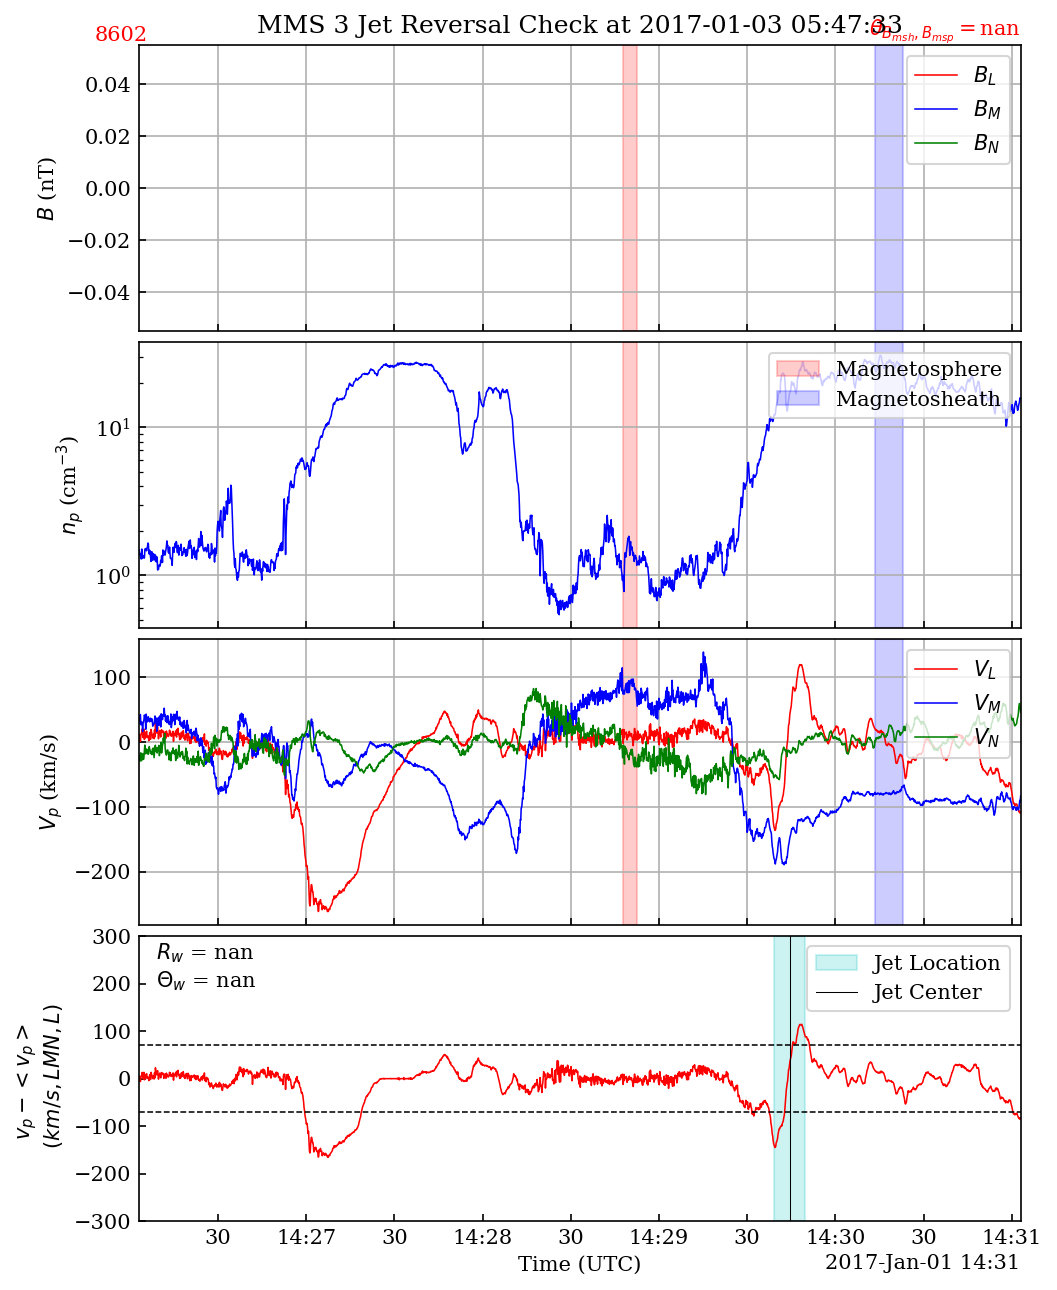 MMS 3 Jet Reversal Check at 2017-01-03 05:47:33
8602
θ_{B_{msh}, B_{msp}} = nan
0.04
0.02
0.00
−0.02
−0.04
B (nT)
B_L
B_M
B_N
10^1
10^0
n_p (cm^{−3})
Magnetosphere
Magnetosheath
100
0
−100
−200
V_p (km/s)
V_L
V_M
V_N
300
200
100
0
−100
−200
−300
v_p − < v_p >
(km/s, LMN, L)
R_w = nan
Θ_w = nan
Jet Location
Jet Center
30 14:27 30 14:28 30 14:29 30 14:30 30 14:31
Time (UTC)
2017-Jan-01 14:31